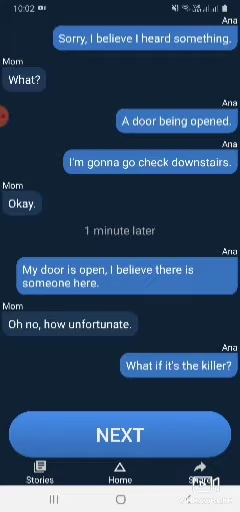 10:02
Ana
Sorry, I believe I heard something.
Mom
What?
Ana
A door being opened.
Ana
I'm gonna go check downstairs.
Mom
Okay.
1 minute later
Ana
My door is open, I believe there is
someone here.
Mom
Oh no, how unfortunate.
Ana
What if it's the killer?
NEXT
Stories
Home
Share